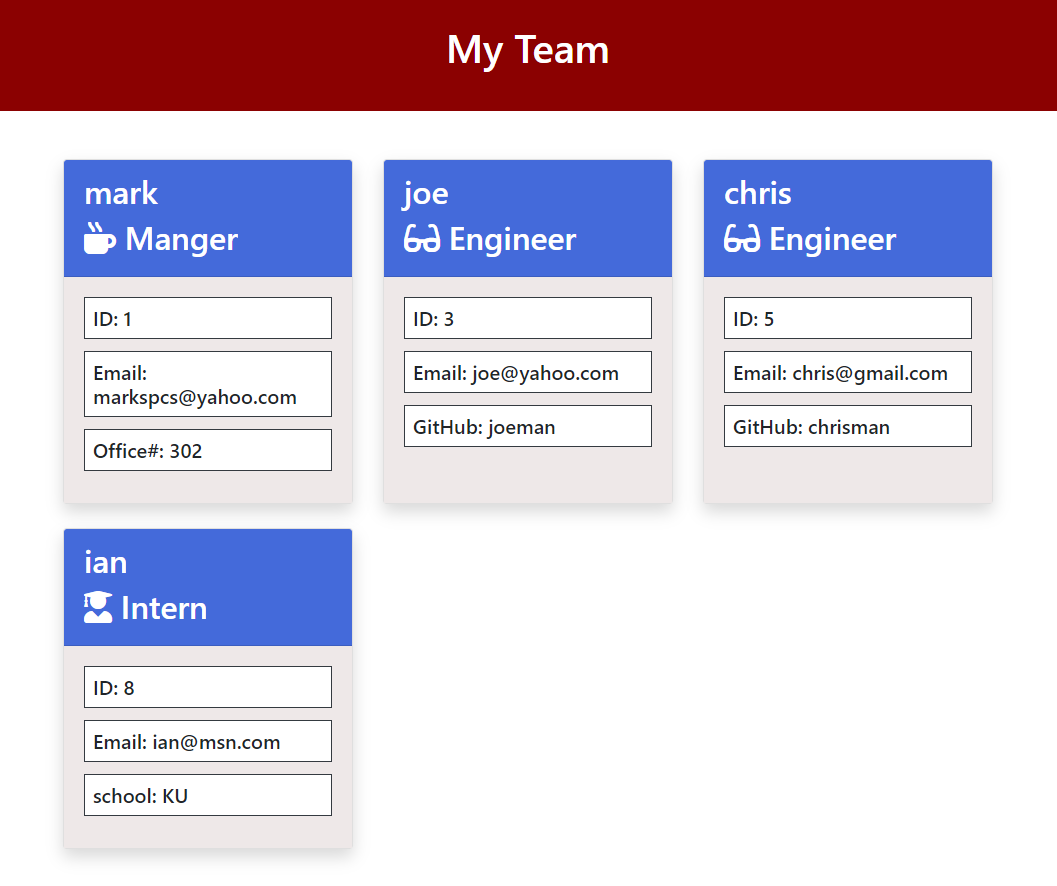 My Team
mark
Manger
ID: 1
Email:
markspcs@yahoo.com
Office#: 302
joe
Engineer
ID: 3
Email: joe@yahoo.com
GitHub: joeman
chris
Engineer
ID: 5
Email: chris@gmail.com
GitHub: chrisman
ian
Intern
ID: 8
Email: ian@msn.com
school: KU